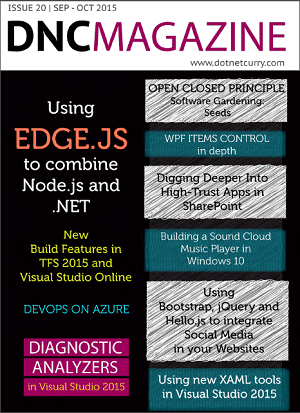 ISSUE 20 | SEP - OCT 2015
DNCMAGAZINE
www.dotnetcurry.com
Using
EDGE.JS
to combine
Node.js and
.NET
New
Build Features in
TFS 2015 and
Visual Studio Online
DEVOPS ON AZURE
DIAGNOSTIC
ANALYZERS
in Visual Studio 2015
OPEN CLOSED PRINCIPLE
Software Gardening:
Seeds
WPF ITEMS CONTROL
in depth
Digging Deeper Into
High-Trust Apps in
SharePoint
Building a Sound Cloud
Music Player in
Windows 10
Using
Bootstrap, jQuery and
Hello.js to integrate
Social Media
in your Websites
Using new XAML tools
in Visual Studio 2015